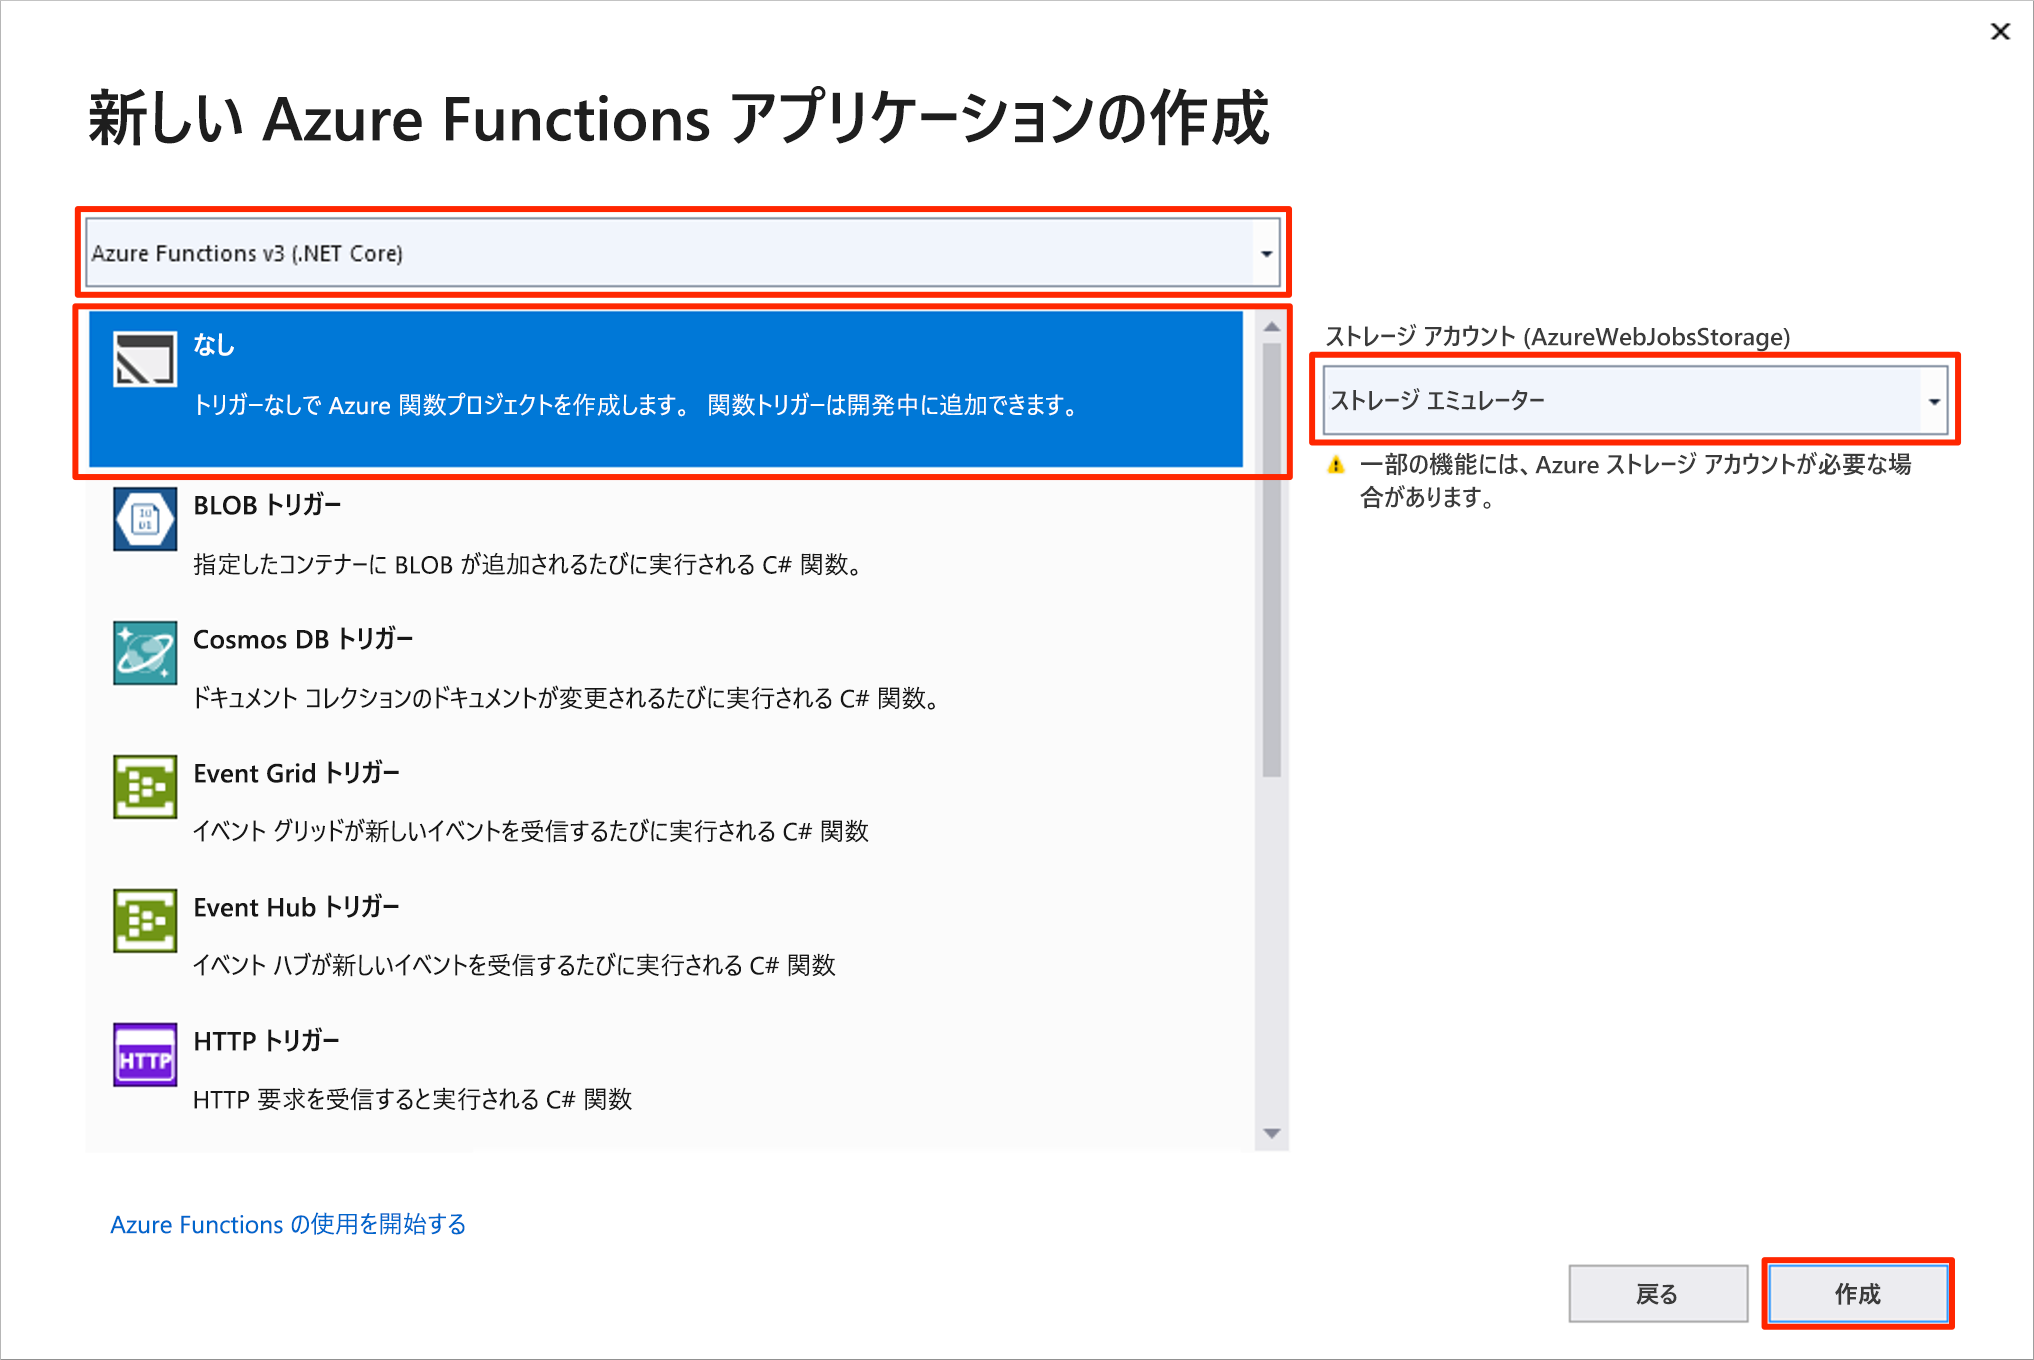 新しい Azure Functions アプリケーションの作成
Azure Functions v3 (.NET Core)
なし
トリガーなしで Azure 関数プロジェクトを作成します。 関数トリガーは開発中に追加できます。
BLOB トリガー
指定したコンテナーに BLOB が追加されるたびに実行される C# 関数。
Cosmos DB トリガー
ドキュメント コレクションのドキュメントが変更されるたびに実行される C# 関数。
Event Grid トリガー
イベント グリッドが新しいイベントを受信するたびに実行される C# 関数
Event Hub トリガー
イベント ハブが新しいイベントを受信するたびに実行される C# 関数
HTTP
HTTP トリガー
HTTP 要求を受信すると実行される C# 関数
ストレージ アカウント (AzureWebJobsStorage)
ストレージ エミュレーター
一部の機能には、Azure ストレージ アカウントが必要な場
合があります。
Azure Functions の使用を開始する
戻る
作成